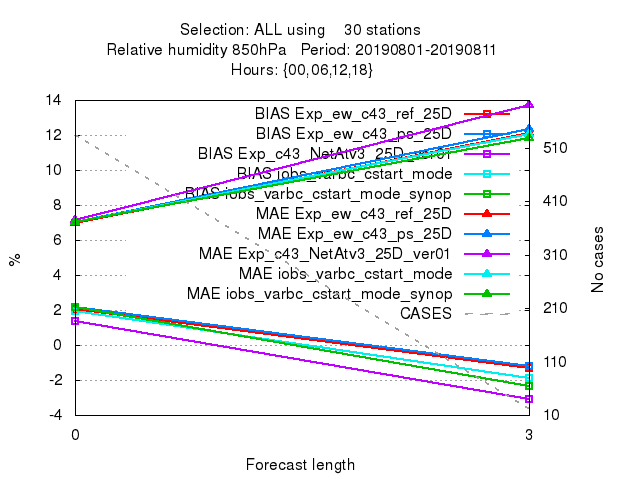 Selection: ALL using 30 stations
Relative humidity 850hPa Period: 20190801-20190811
Hours: {00,06,12,18}
14
12
10
8
6
4
2
0
-2
-4
%
BIAS Exp_ew_c43_ref_25D
BIAS Exp_ew_c43_ps_25D
BIAS Exp_c43_NetAtv3_25D_ver01
BIAS iobs_varbc_cstart_mode
BIAS iobs_varbc_cstart_mode_synop
MAE Exp_ew_c43_ref_25D
MAE Exp_ew_c43_ps_25D
MAE Exp_c43_NetAtv3_25D_ver01
MAE iobs_varbc_cstart_mode
MAE iobs_varbc_cstart_mode_synop
CASES
510
410
310
210
110
10
No cases
0 3
Forecast length